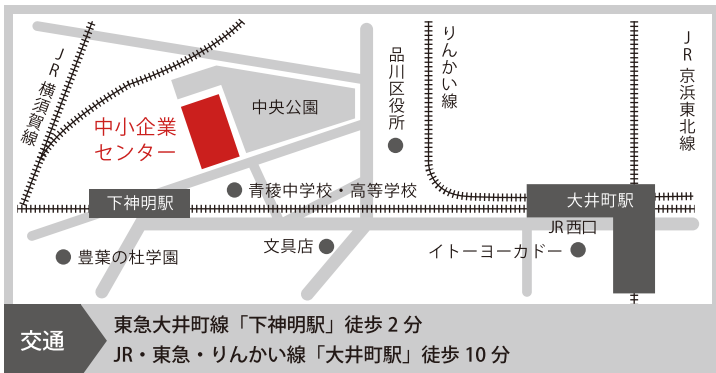 JR横須賀線
中小企業
センター
中央公園
品川区役所
りんかい線
JR京浜東北線
下神明駅
青稜中学校・高等学校
大井町駅
JR西口
豊葉の杜学園
文具店
イトーヨーカドー
交通
東急大井町線「下神明駅」徒歩2分
JR・東急・りんかい線「大井町駅」徒歩10分